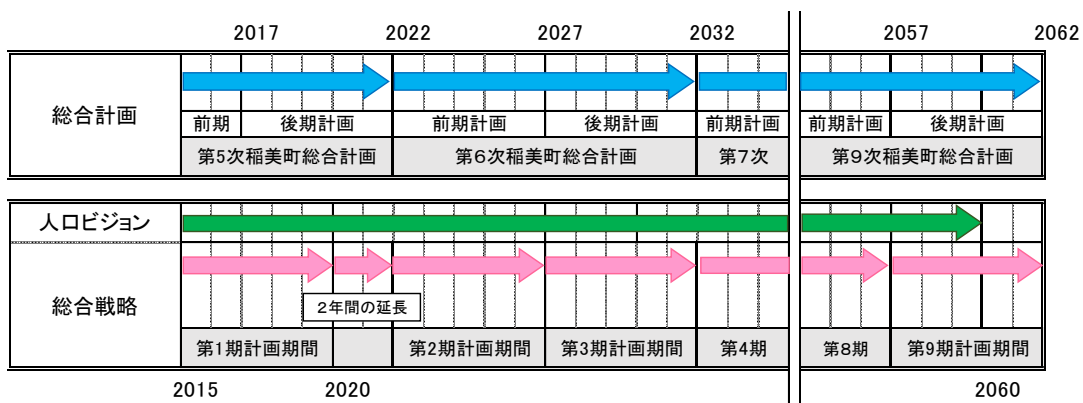 2017 2022 2027 2032 2057 2062
総合計画
前期 後期計画 前期計画 後期計画 前期計画 前期計画 後期計画
第5次稲美町総合計画 第６次稲美町総合計画 第７次 第９次稲美町総合計画
人口ビジョン
総合戦略
２年間の延長
第1期計画期間 第2期計画期間 第3期計画期間 第4期 第８期 第9期計画期間
2015 2020 2060